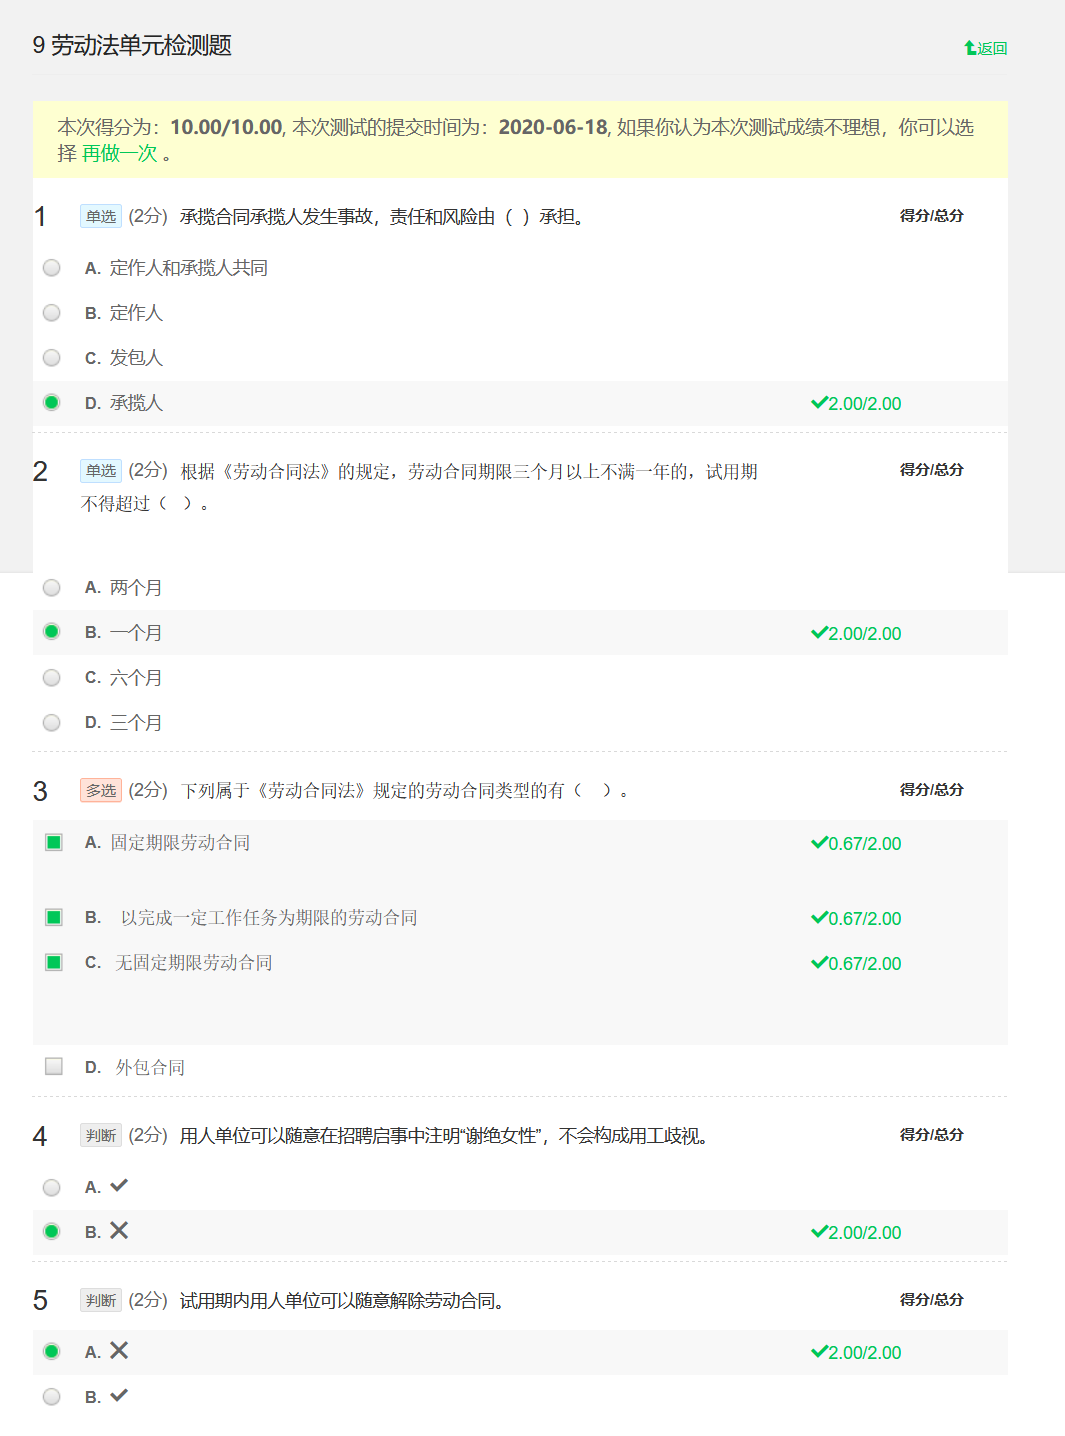 9 劳动法单元检测题
返回
本次得分为：10.00/10.00, 本次测试的提交时间为：2020-06-18, 如果你认为本次测试成绩不理想，你可以选
择 再做一次 。
1 单选 (2分) 承揽合同承揽人发生事故，责任和风险由（ ）承担。 得分/总分
A. 定作人和承揽人共同
B. 定作人
C. 发包人
D. 承揽人 2.00/2.00
2 单选 (2分) 根据《劳动合同法》的规定，劳动合同期限三个月以上不满一年的，试用期 得分/总分
不得超过（ ）。
A. 两个月
B. 一个月 2.00/2.00
C. 六个月
D. 三个月
3 多选 (2分) 下列属于《劳动合同法》规定的劳动合同类型的有（ ）。 得分/总分
A. 固定期限劳动合同 0.67/2.00
B. 以完成一定工作任务为期限的劳动合同 0.67/2.00
C. 无固定期限劳动合同 0.67/2.00
D. 外包合同
4 判断 (2分) 用人单位可以随意在招聘启事中注明“谢绝女性”，不会构成用工歧视。 得分/总分
A.
B. 2.00/2.00
5 判断 (2分) 试用期内用人单位可以随意解除劳动合同。 得分/总分
A. 2.00/2.00
B.